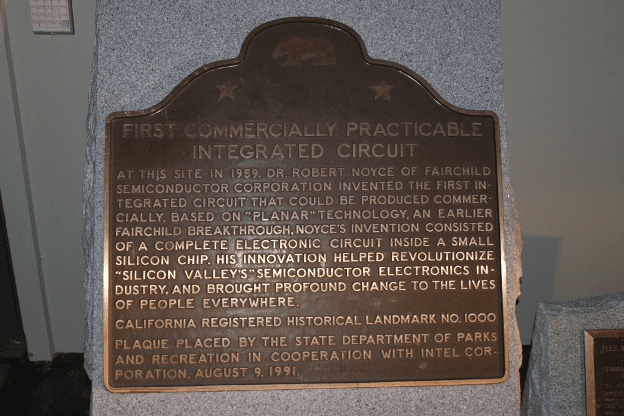 FIRST COMMERCIALLY PRACTICABLE
INTEGRATED CIRCUIT
AT THIS SITE IN 1959, DR. ROBERT NOYCE OF FAIRCHILD
SEMICONDUCTOR CORPORATION INVENTED THE FIRST IN-
TEGRATED CIRCUIT THAT COULD BE PRODUCED COMMER-
CIALLY. BASED ON "PLANAR" TECHNOLOGY, AN EARLIER
FAIRCHILD BREAKTHROUGH, NOYCE'S INVENTION CONSISTED
OF A COMPLETE ELECTRONIC CIRCUIT INSIDE A SMALL
SILICON CHIP. HIS INNOVATION HELPED REVOLUTIONIZE
"SILICON VALLEY'S" SEMICONDUCTOR ELECTRONICS IN-
DUSTRY, AND BROUGHT PROFOUND CHANGE TO THE LIVES
OF PEOPLE EVERYWHERE.
CALIFORNIA REGISTERED HISTORICAL LANDMARK NO. 1000
PLAQUE PLACED BY THE STATE DEPARTMENT OF PARKS
AND RECREATION IN COOPERATION WITH INTEL COR-
PORATION, AUGUST 9, 1991.